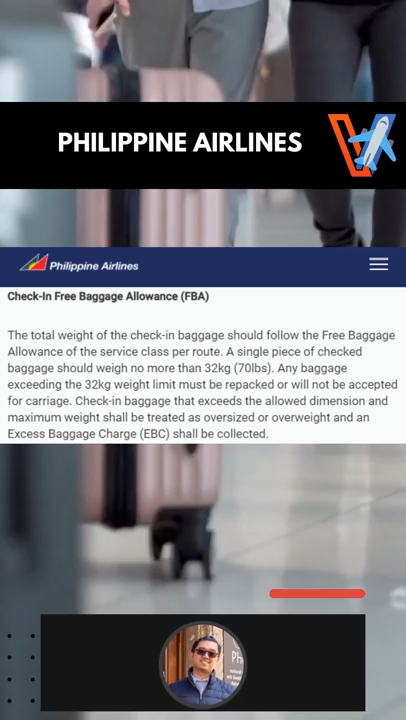 PHILIPPINE AIRLINES
Philippine Airlines
Check-In Free Baggage Allowance (FBA)
The total weight of the check-in baggage should follow the Free Baggage
Allowance of the service class per route. A single piece of checked
baggage should weigh no more than 32kg (70lbs). Any baggage
exceeding the 32kg weight limit must be repacked or will not be accepted
for carriage. Check-in baggage that exceeds the allowed dimension and
maximum weight shall be treated as oversized or overweight and an
Excess Baggage Charge (EBC) shall be collected.